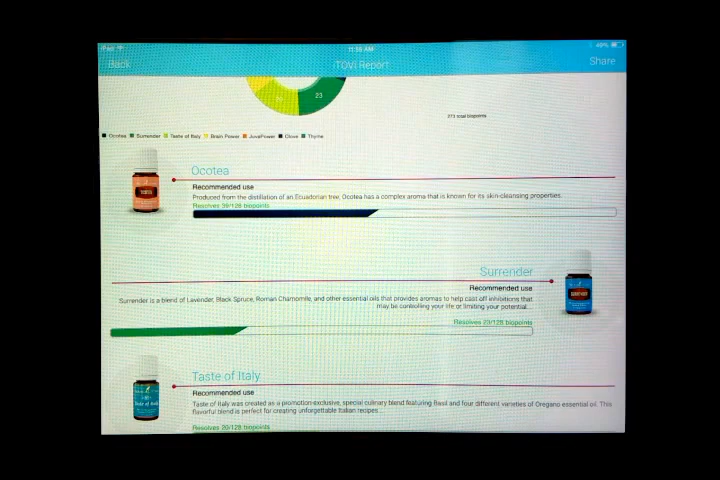 iPad
11:16 AM
49%
Back
iTOVi Report
Share
23
273 total biopoints
Ocotea Surrender Taste of Italy Brain Power JuvaPower Clove Thyme
Ocotea
Recommended use
Produced from the distillation of an Ecuadorian tree, Ocotea has a complex aroma that is known for its skin-cleansing properties.
Resolves 39/128 biopoints
Surrender
Recommended use
Surrender is a blend of Lavender, Black Spruce, Roman Chamomile, and other essential oils that provides aromas to help cast off inhibitions that
may be controlling your life or limiting your potential...
Resolves 23/128 biopoints
Taste of Italy
Recommended use
Taste of Italy was created as a promotion-exclusive, special culinary blend featuring Basil and four different varieties of Oregano essential oil. This
flavorful blend is perfect for creating unforgettable Italian recipes...
Resolves 20/128 biopoints